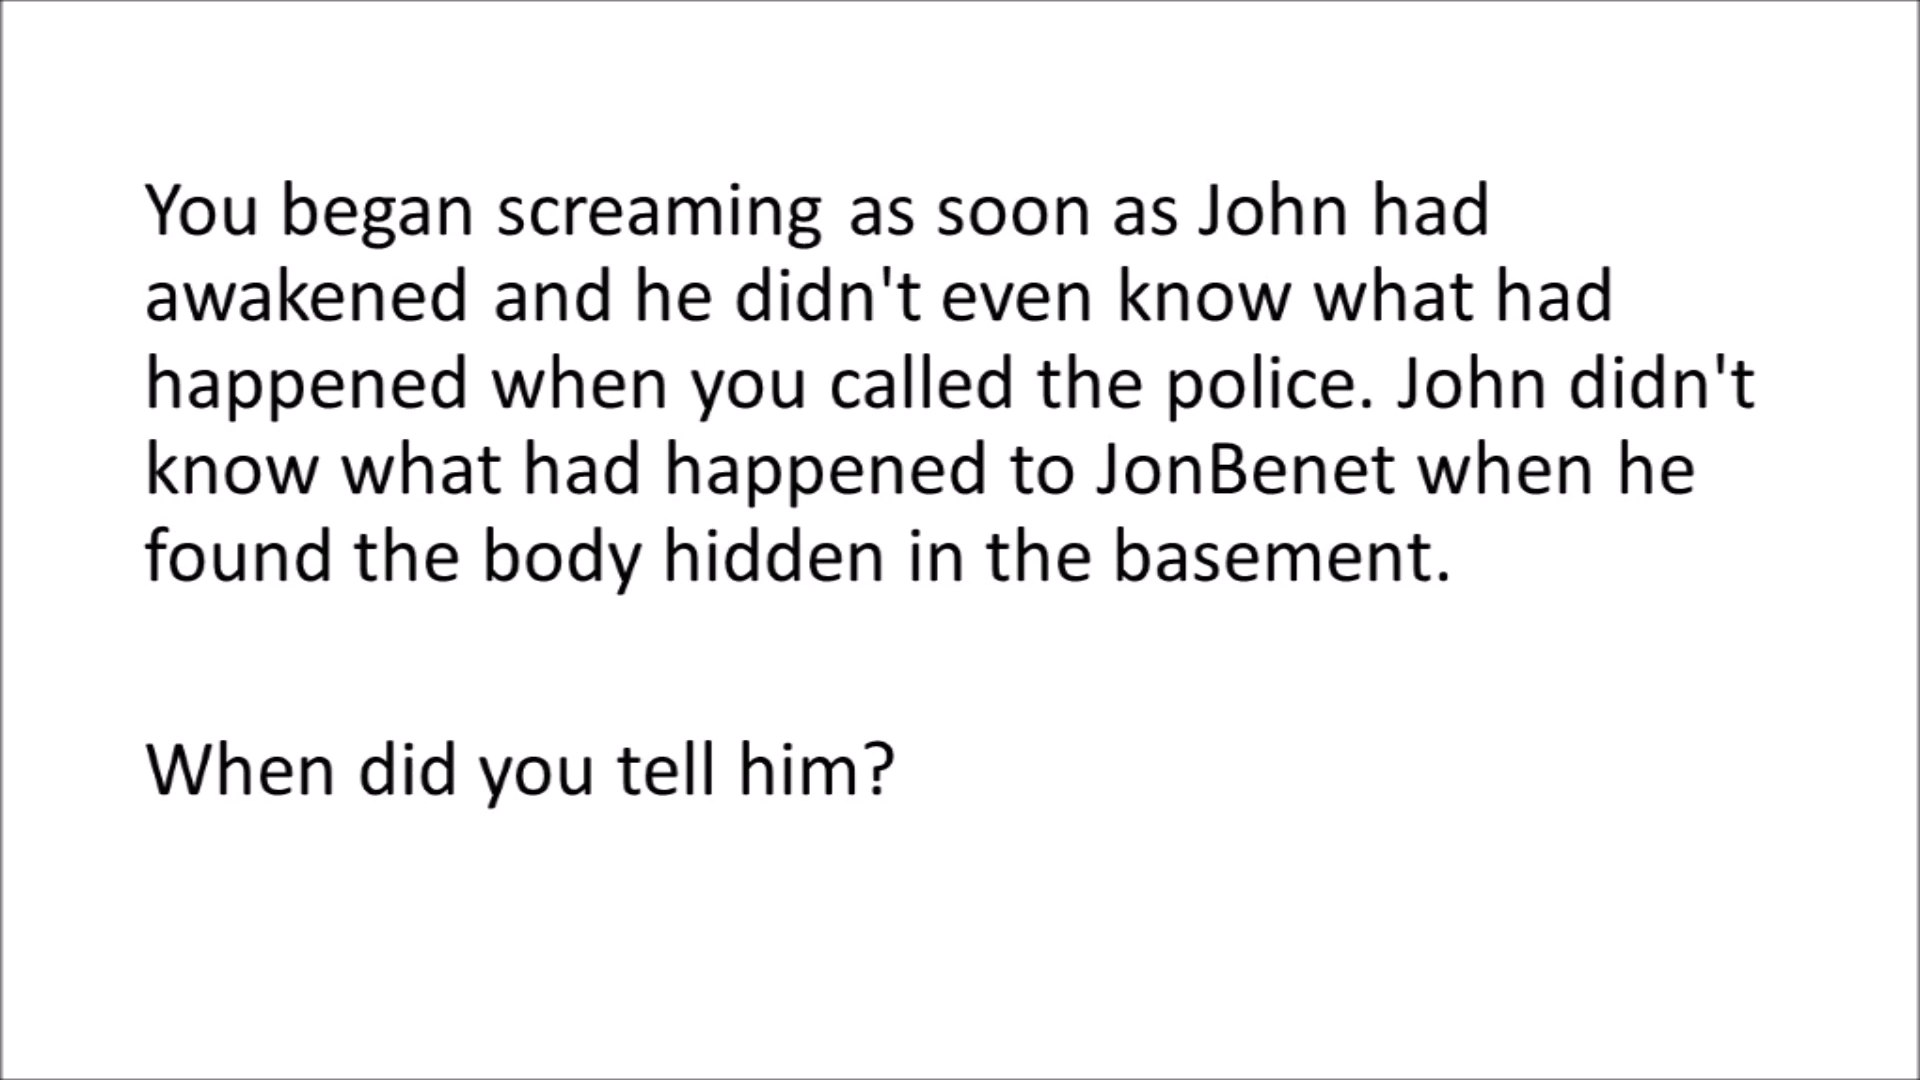 You began screaming as soon as John had
awakened and he didn't even know what had
happened when you called the police. John didn't
know what had happened to JonBenet when he
found the body hidden in the basement.
When did you tell him?